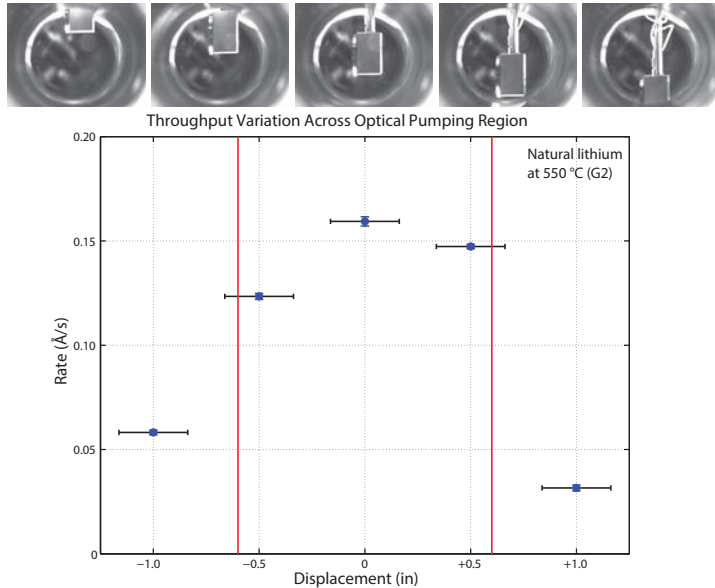 Throughput Variation Across Optical Pumping Region
Natural lithium
at 550 °C (G2)
Rate (Å/s)
0.20
0.15
0.10
0.05
0
−1.0
−0.5
0
+0.5
+1.0
Displacement (in)